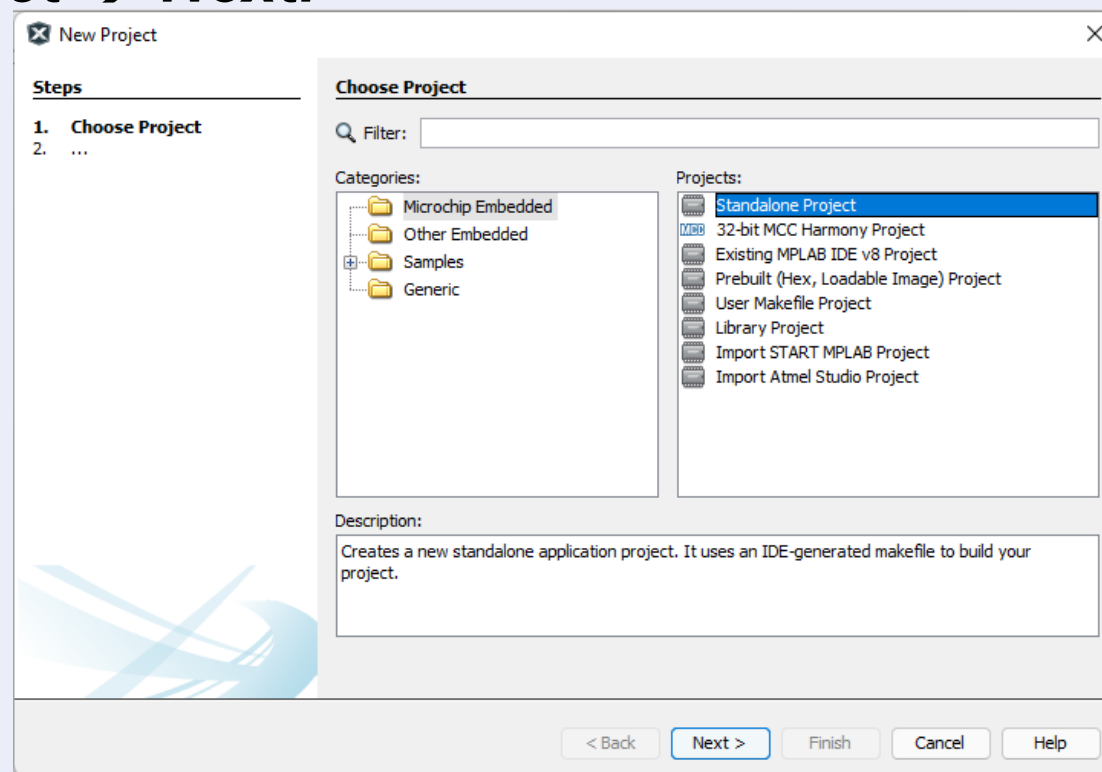 New Project
Steps
1. Choose Project
2. ...
Choose Project
Filter:
Categories:
Microchip Embedded
Other Embedded
Samples
Generic
Projects:
Standalone Project
32-bit MCC Harmony Project
Existing MPLAB IDE v8 Project
Prebuilt (Hex, Loadable Image) Project
User Makefile Project
Library Project
Import START MPLAB Project
Import Atmel Studio Project
Description:
Creates a new standalone application project. It uses an IDE-generated makefile to build your
project.
< Back Next > Finish Cancel Help